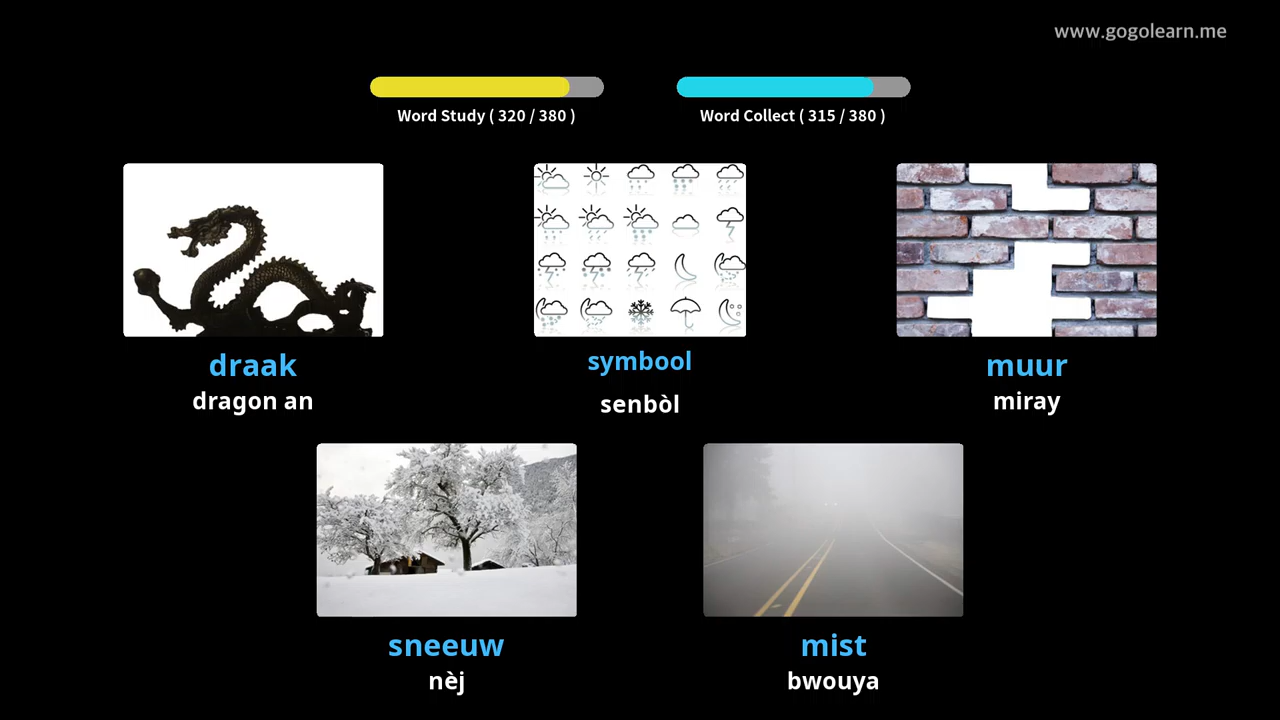 www.gogolearn.me
Word Study ( 320 / 380 )
Word Collect ( 315 / 380 )
draak
dragon an
symbool
senbòl
muur
miray
sneeuw
nèj
mist
bwouya